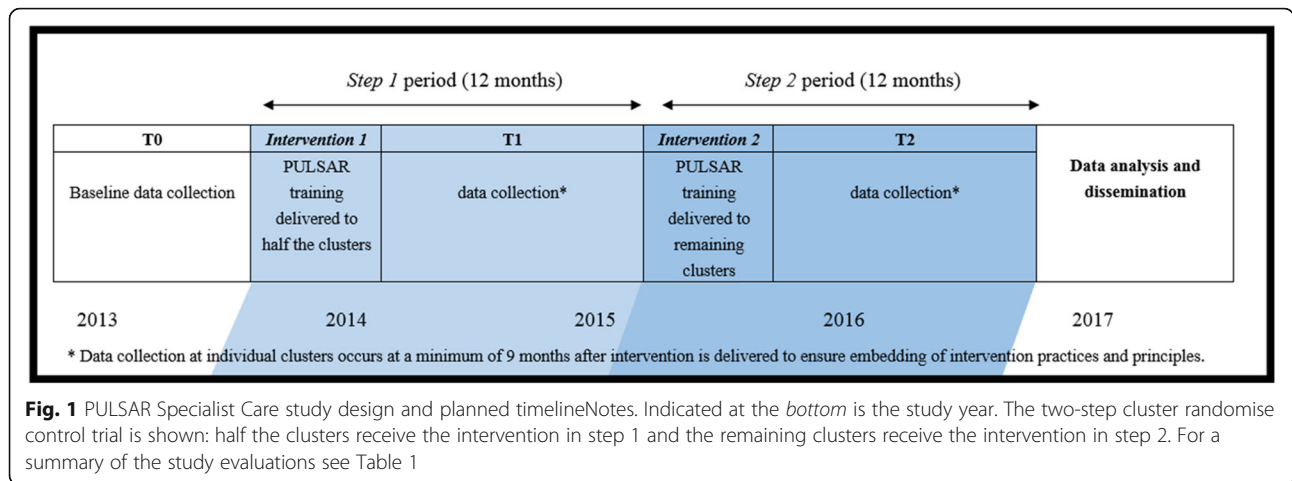 Step 1 period (12 months) Step 2 period (12 months)
T0 Intervention 1 T1 Intervention 2 T2
Baseline data collection
PULSAR
training
delivered to
half the clusters
data collection*
PULSAR
training
delivered to
remaining
clusters
data collection*
Data analysis and
dissemination
2013 2014 2015 2016 2017
* Data collection at individual clusters occurs at a minimum of 9 months after intervention is delivered to ensure embedding of intervention practices and principles.
Fig. 1 PULSAR Specialist Care study design and planned timelineNotes. Indicated at the bottom is the study year. The two-step cluster randomise
control trial is shown: half the clusters receive the intervention in step 1 and the remaining clusters receive the intervention in step 2. For a
summary of the study evaluations see Table 1